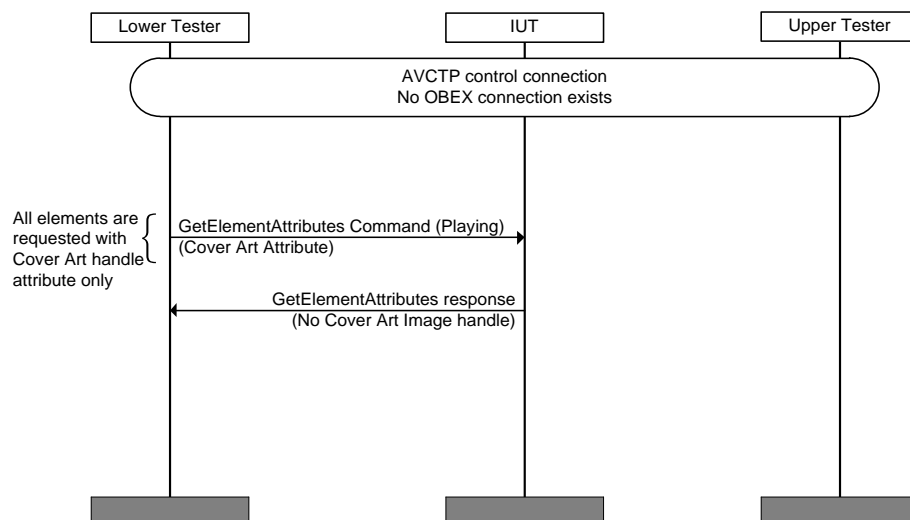 Lower Tester
IUT
Upper Tester
AVCTP control connection
No OBEX connection exists
All elements are
requested with
Cover Art handle
attribute only
GetElementAttributes Command (Playing)
(Cover Art Attribute)
GetElementAttributes response
(No Cover Art Image handle)